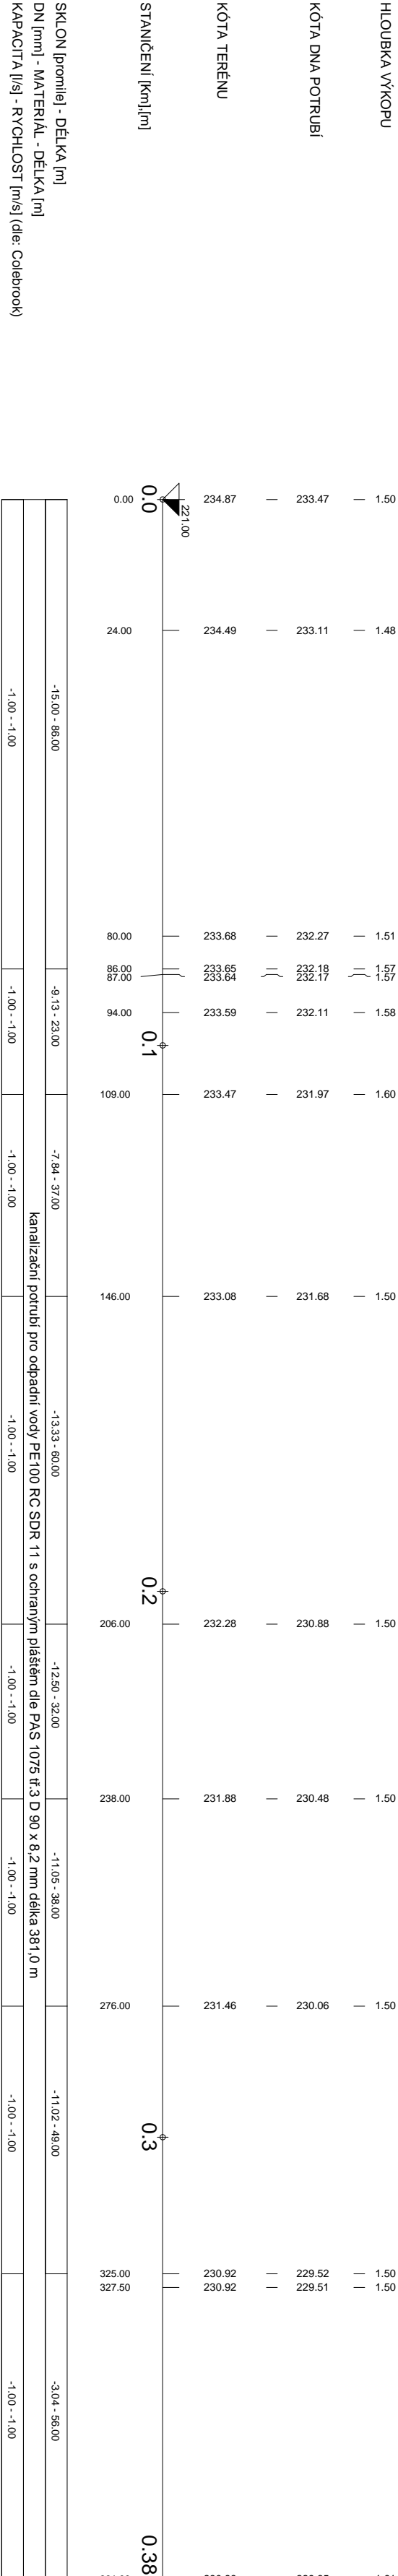 HLOUBKA VÝKOPU
KÓTA DNA POTRUBÍ
KÓTA TERÉNU
STANIČENÍ [Km],[m]
SKLON [promile] - DÉLKA [m]
DN [mm] - MATERIÁL - DÉLKA [m]
KAPACITA [l/s] - RYCHLOST [m/s] (dle: Colebrook)
221.00
0.0
0.00 234.87 233.47 1.50
24.00 234.49 233.11 1.48
80.00 233.68 232.27 1.51
86.00 233.65 232.18 1.57
87.00 233.64 232.17 1.57
94.00 233.59 232.11 1.58
0.1
109.00 233.47 231.97 1.60
146.00 233.08 231.68 1.50
0.2
206.00 232.28 230.88 1.50
238.00 231.88 230.48 1.50
276.00 231.46 230.06 1.50
0.3
325.00 230.92 229.52 1.50
327.50 230.92 229.51 1.50
0.38
-15.00 - 86.00
-9.13 - 23.00
-7.84 - 37.00
-13.33 - 60.00
-12.50 - 32.00
-11.05 - 38.00
-11.02 - 49.00
-3.04 - 56.00
kanalizační potrubí pro odpadní vody PE100 RC SDR 11 s ochraným pláštěm dle PAS 1075 tř.3 D 90 x 8,2 mm délka 381,0 m
-1.00 - -1.00
-1.00 - -1.00
-1.00 - -1.00
-1.00 - -1.00
-1.00 - -1.00
-1.00 - -1.00
-1.00 - -1.00
-1.00 - -1.00